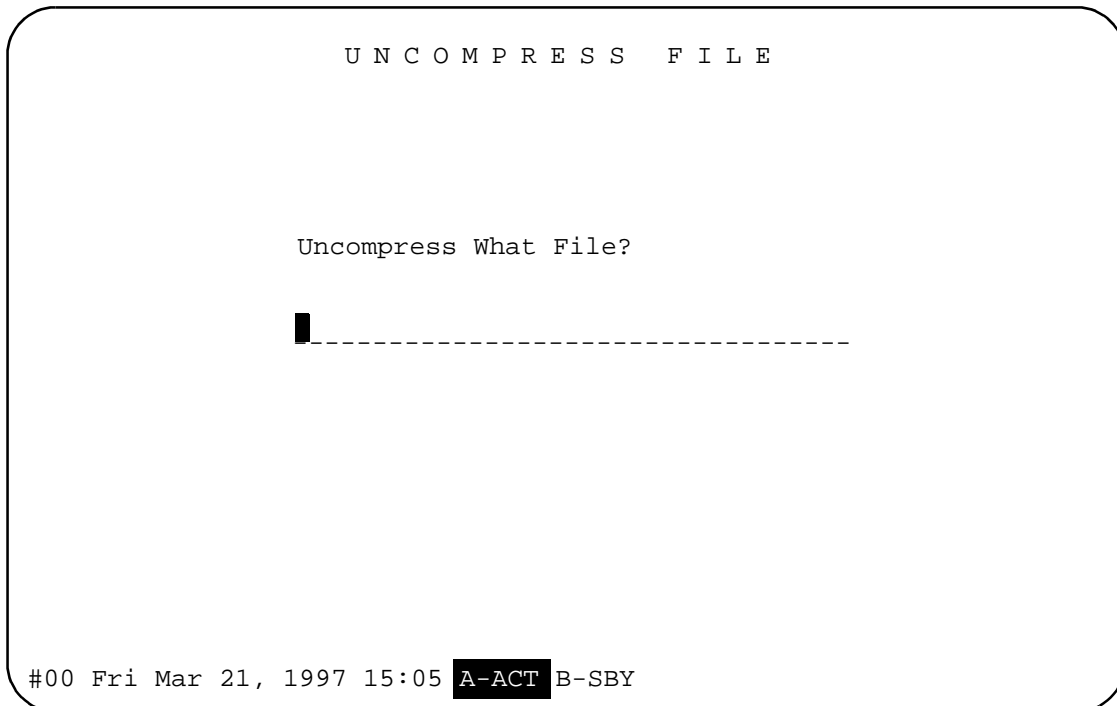 U N C O M P R E S S   F I L E
Uncompress What File?
#00 Fri Mar 21, 1997 15:05 A-ACT B-SBY